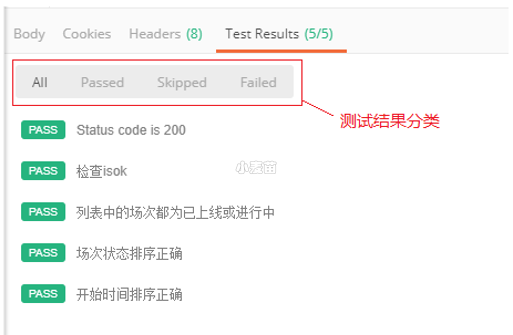 Body Cookies Headers (8) Test Results (5/5)
All Passed Skipped Failed
测试结果分类
PASS Status code is 200
PASS 检查isok
PASS 列表中的场次都为已上线或进行中
PASS 场次状态排序正确
PASS 开始时间排序正确